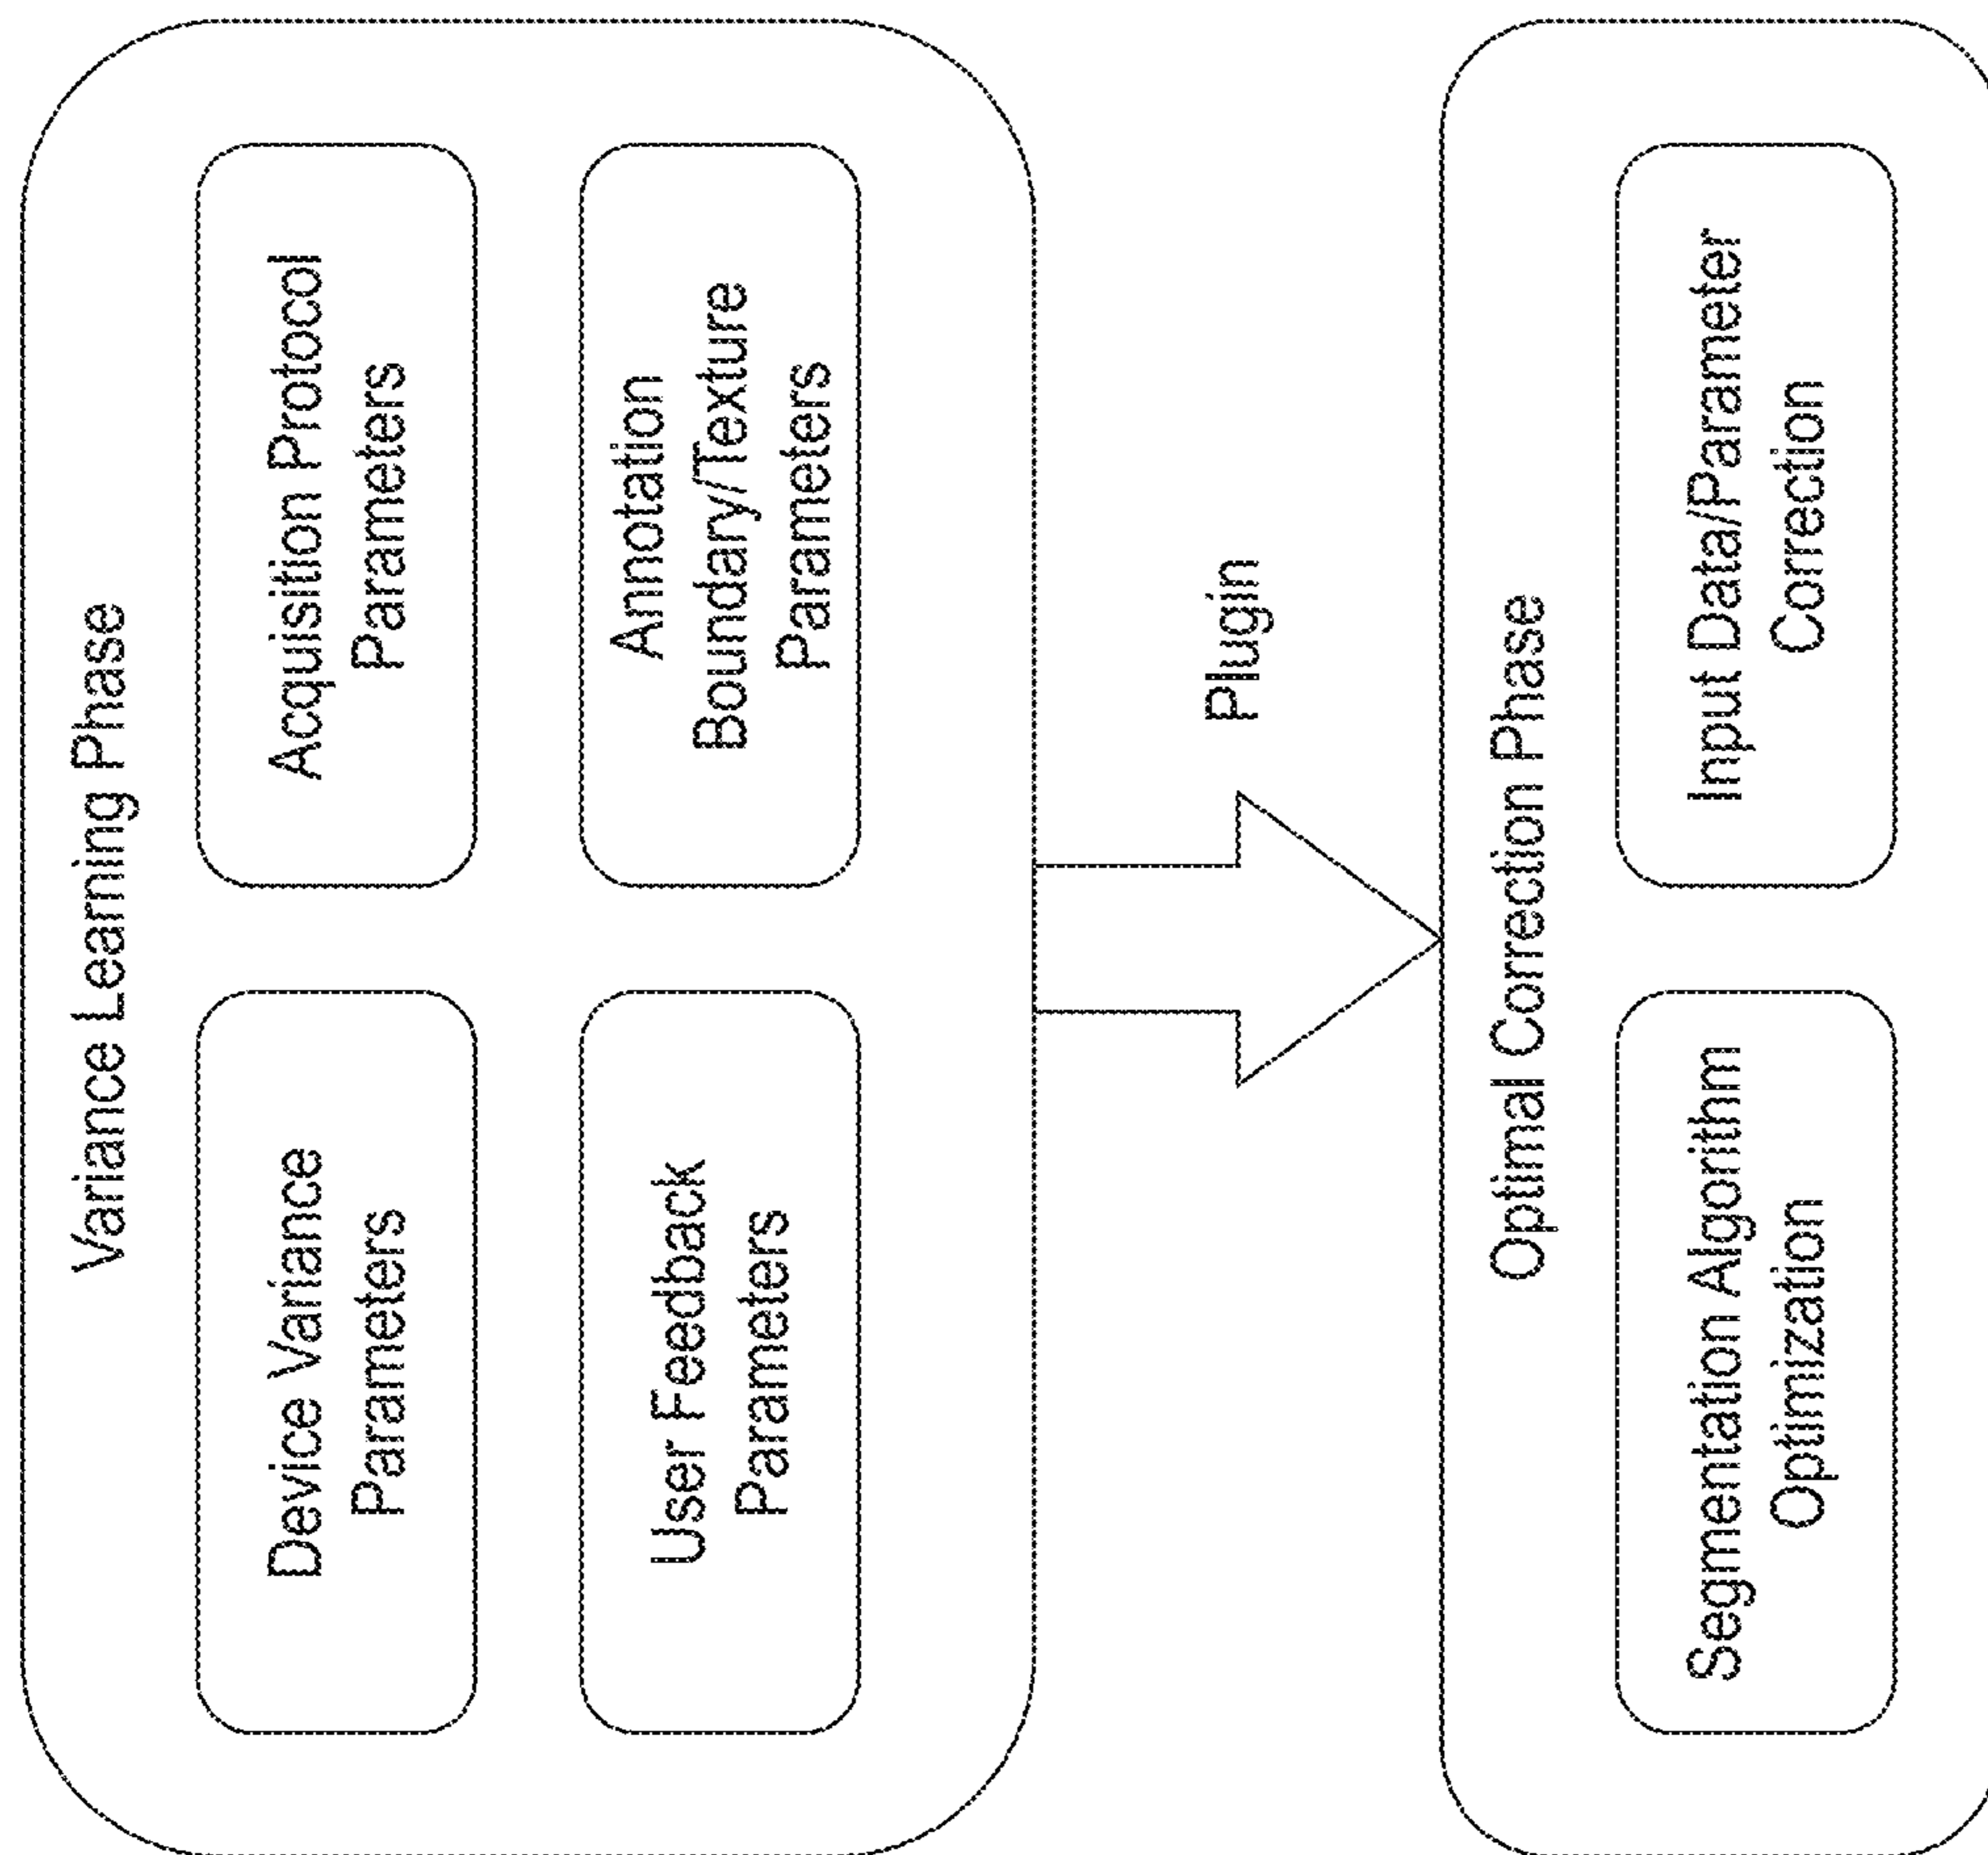 Variance Learning Phase
Device Variance
Parameters
Acquisition Protocol
Parameters
User Feedback
Parameters
Annotation
Boundary/Texture
Parameters
Plugin
Optimal Correction Phase
Segmentation Algorithm
Optimization
Input Data/Parameter
Correction